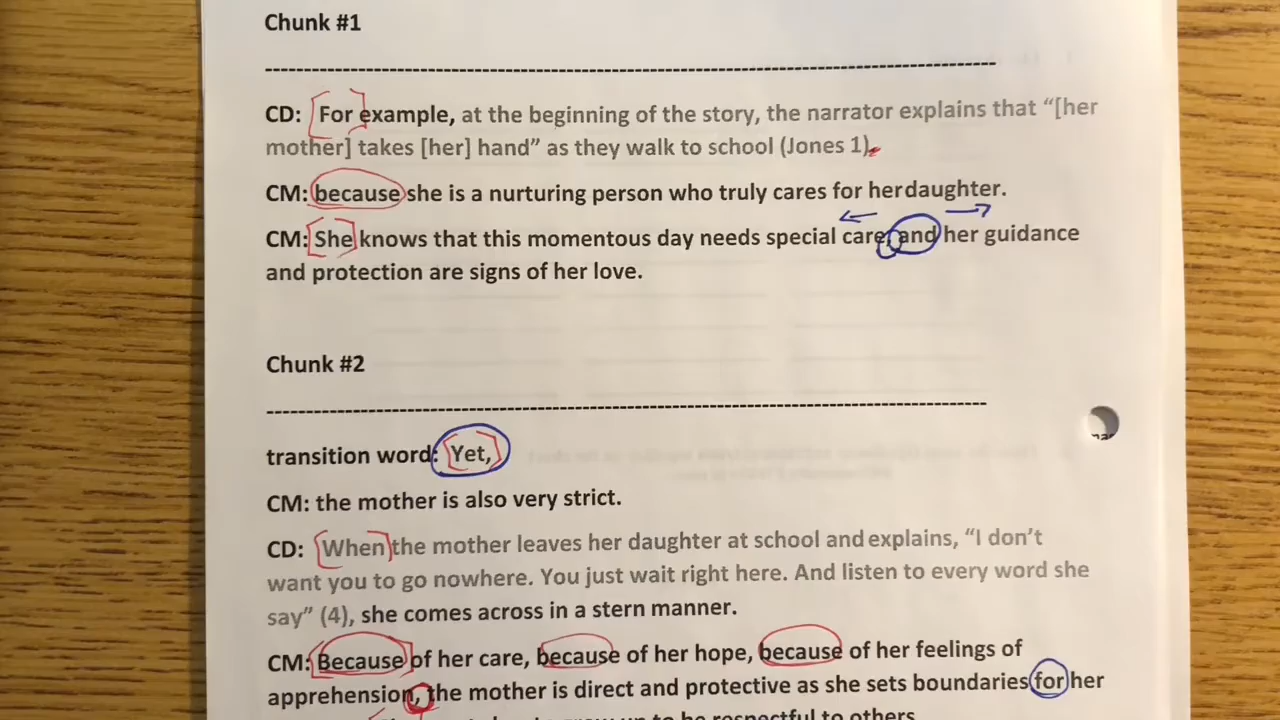 Chunk #1
--------------------------------------------------------------------------------
CD: For example, at the beginning of the story, the narrator explains that “[her
mother] takes [her] hand” as they walk to school (Jones 1).
CM: because she is a nurturing person who truly cares for her daughter.
CM: She knows that this momentous day needs special care, and her guidance
and protection are signs of her love.
Chunk #2
--------------------------------------------------------------------------------
transition word: Yet,
CM: the mother is also very strict.
CD: When the mother leaves her daughter at school and explains, “I don’t
want you to go nowhere. You just wait right here. And listen to every word she
say” (4), she comes across in a stern manner.
CM: Because of her care, because of her hope, because of her feelings of
apprehension, the mother is direct and protective as she sets boundaries for her
to be respectful to others